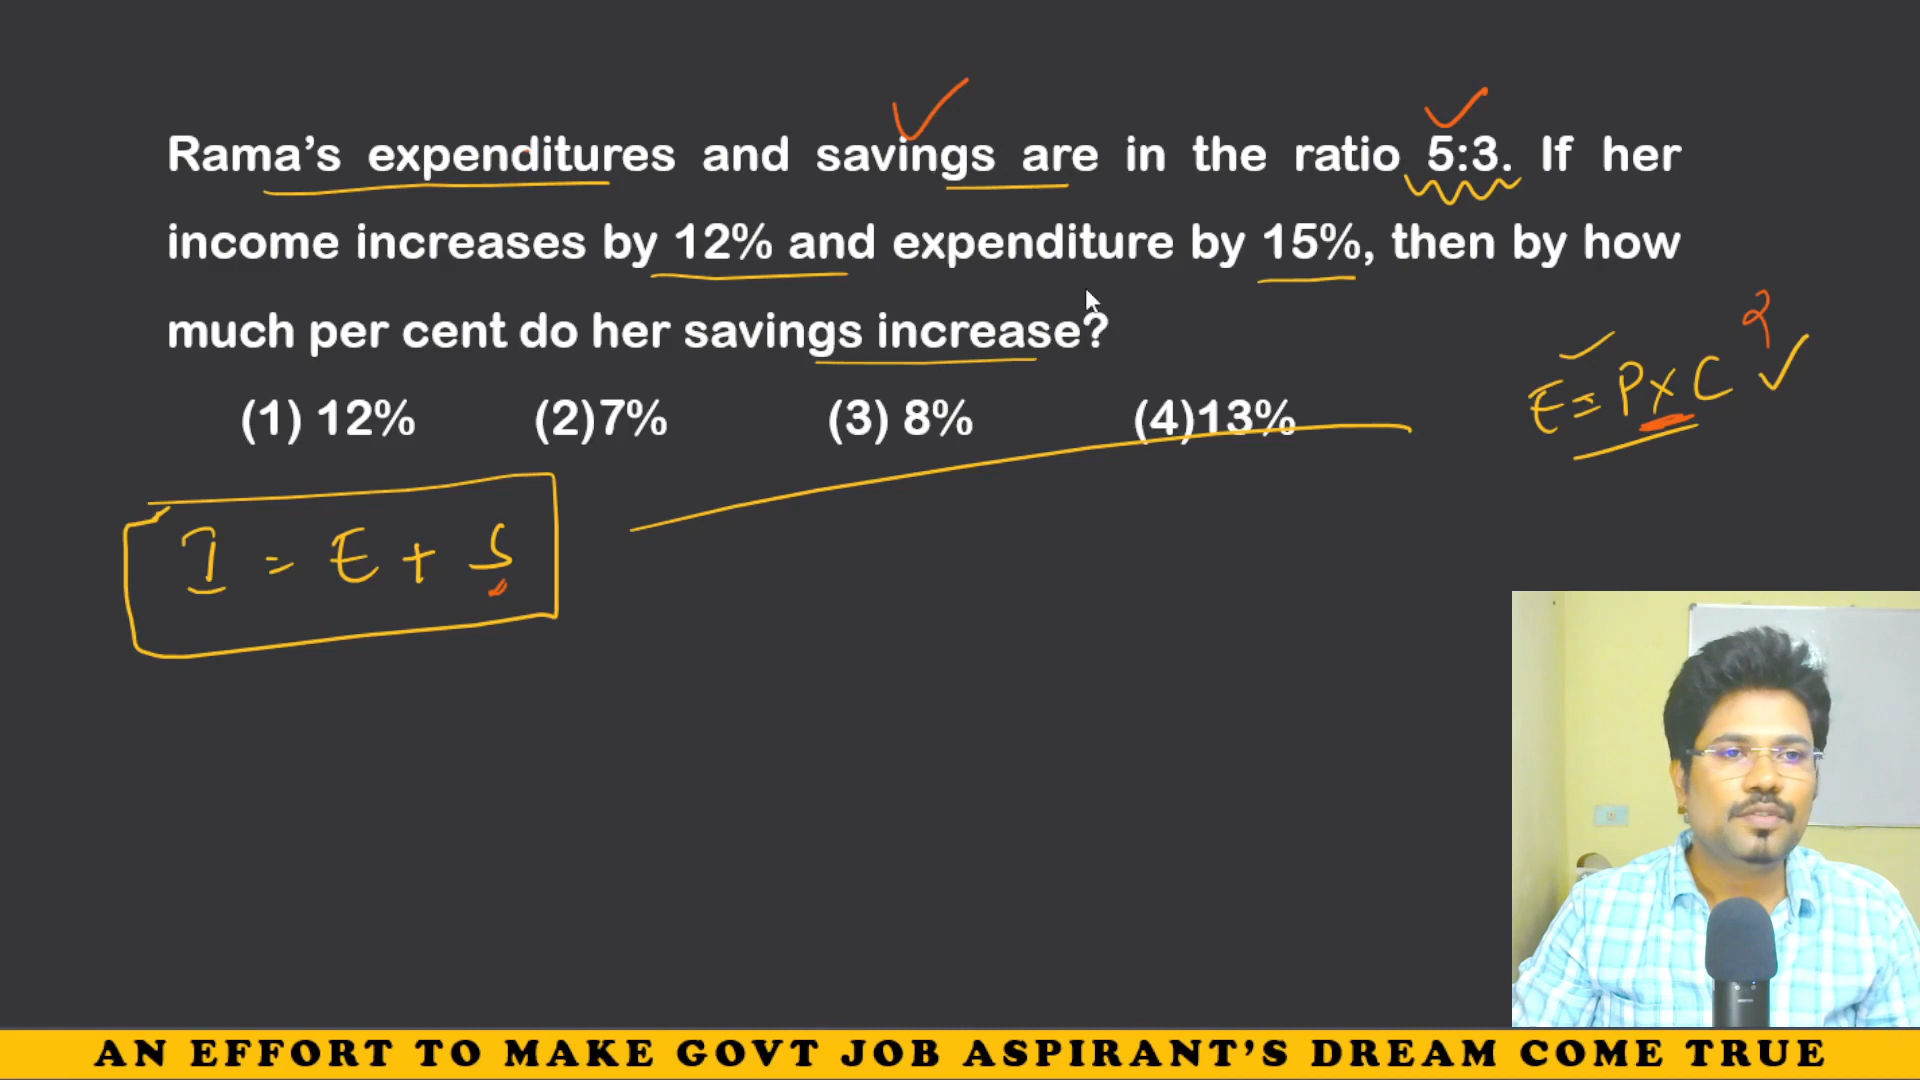 Rama’s expenditures and savings are in the ratio 5:3. If her
income increases by 12% and expenditure by 15%, then by how
much per cent do her savings increase?
(1) 12% (2)7% (3) 8% (4)13%
E = P x C
I = E + S
AN EFFORT TO MAKE GOVT JOB ASPIRANT’S DREAM COME TRUE